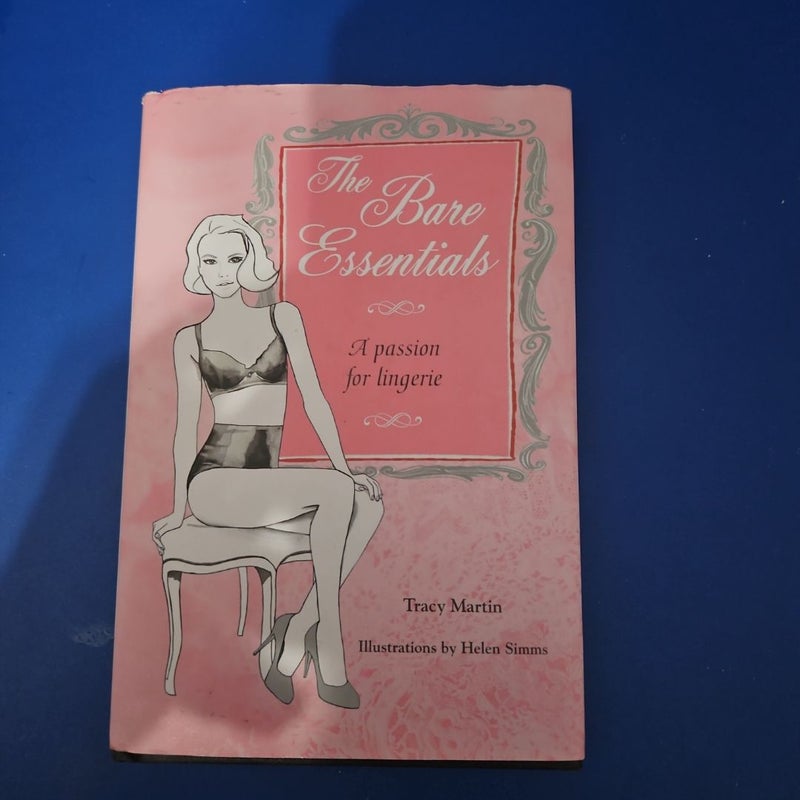 The
Bare
Essentials
A passion
for lingerie
Tracy Martin
Illustrations by Helen Simms